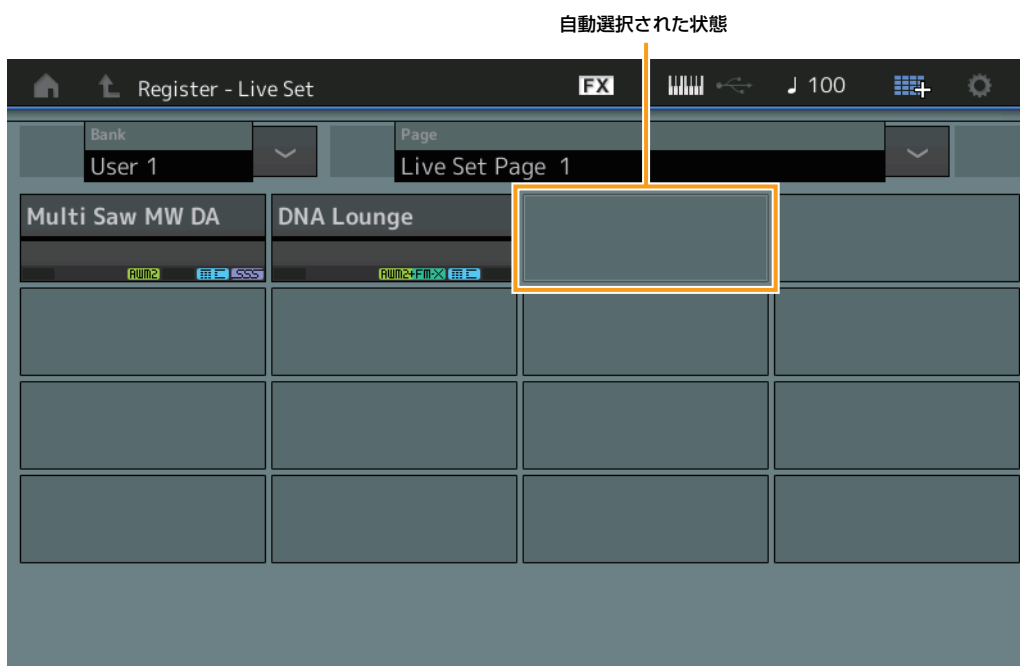 自動選択された状態
Register - Live Set
FX
♩ 100
Bank
User 1
Page
Live Set Page 1
Multi Saw MW DA
DNA Lounge
AWM2
SSS
AWM2+FM-X